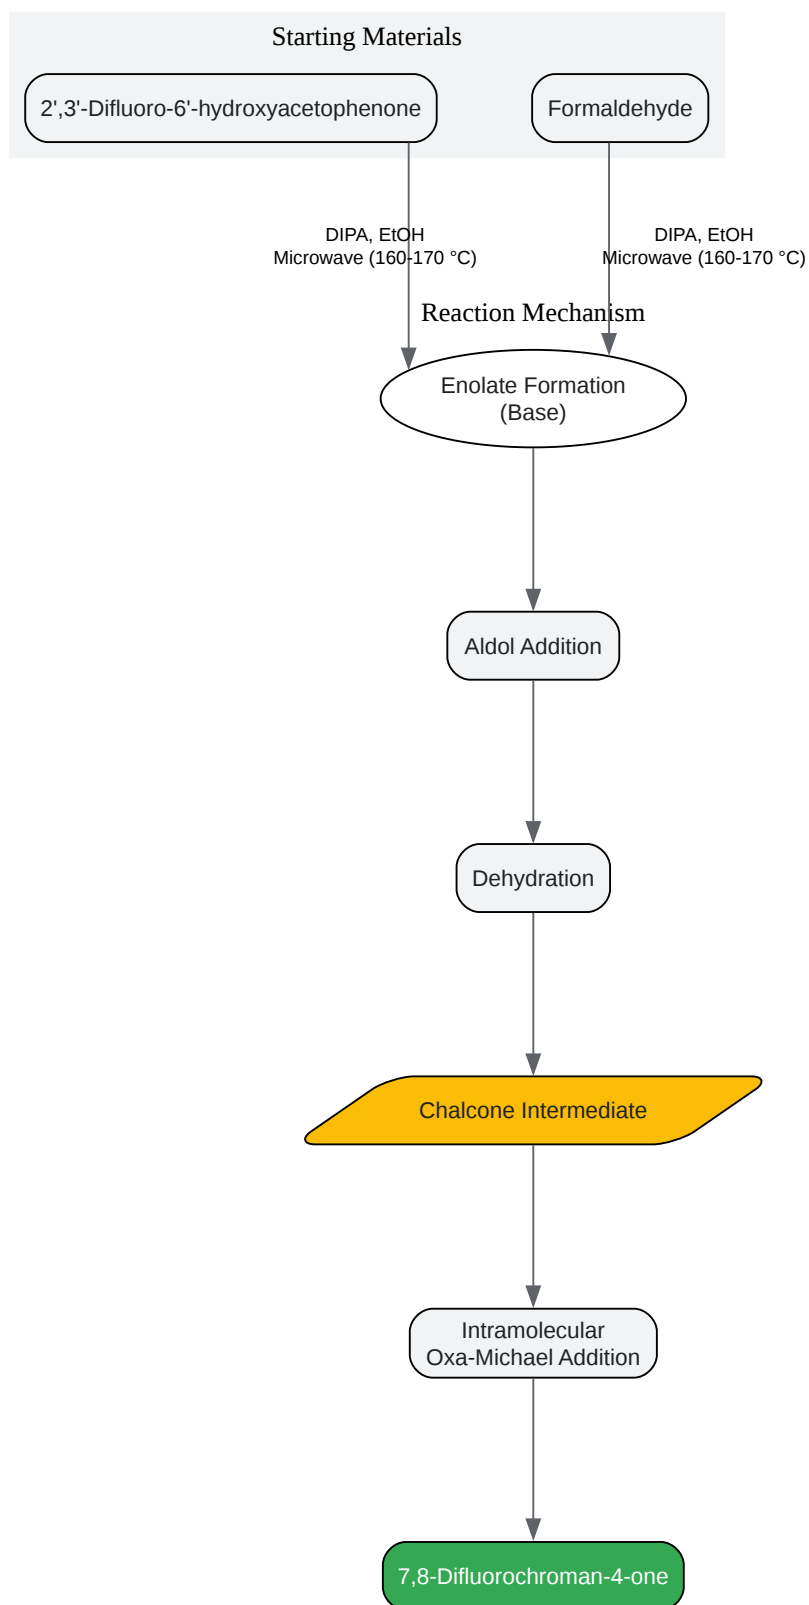 Starting Materials
2',3'-Difluoro-6'-hydroxyacetophenone
Formaldehyde
DIPA, EtOH
Microwave (160-170 °C)
DIPA, EtOH
Microwave (160-170 °C)
Reaction Mechanism
Enolate Formation
(Base)
Aldol Addition
Dehydration
Chalcone Intermediate
Intramolecular
Oxa-Michael Addition
7,8-Difluorochroman-4-one